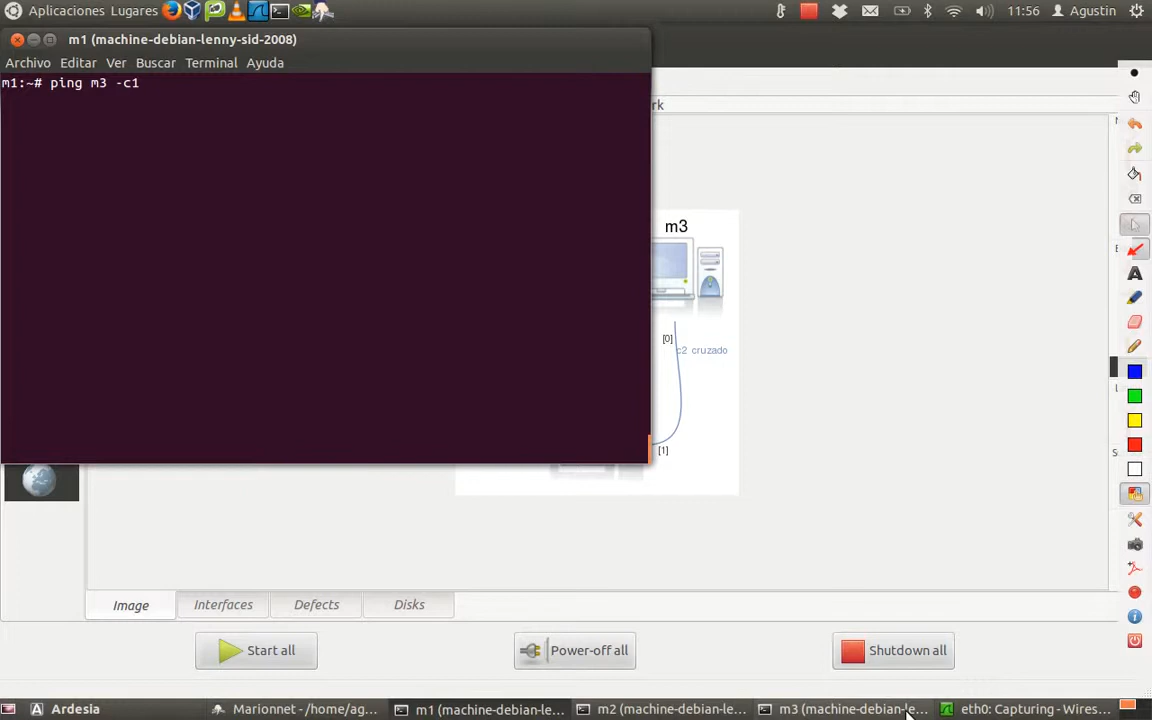 Aplicaciones Lugares
11:56 Agustin
m1 (machine-debian-lenny-sid-2008)
Archivo Editar Ver Buscar Terminal Ayuda
m1:~# ping m3 -c1
rk
m3
[0]
c2 cruzado
[1]
Image Interfaces Defects Disks
Start all Power-off all Shutdown all
Ardesia Marionnet - /home/ag... m1 (machine-debian-le... m2 (machine-debian-le... m3 (machine-debian-le... eth0: Capturing - Wires...